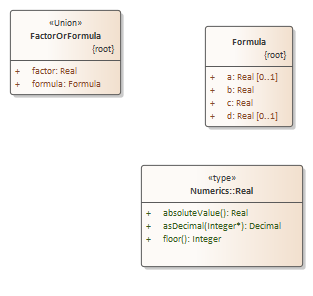 «Union»
FactorOrFormula
{root}
+ factor: Real
+ formula: Formula
Formula
{root}
+ a: Real [0..1]
+ b: Real
+ c: Real
+ d: Real [0..1]
«type»
Numerics::Real
+ absoluteValue(): Real
+ asDecimal(Integer*): Decimal
+ floor(): Integer